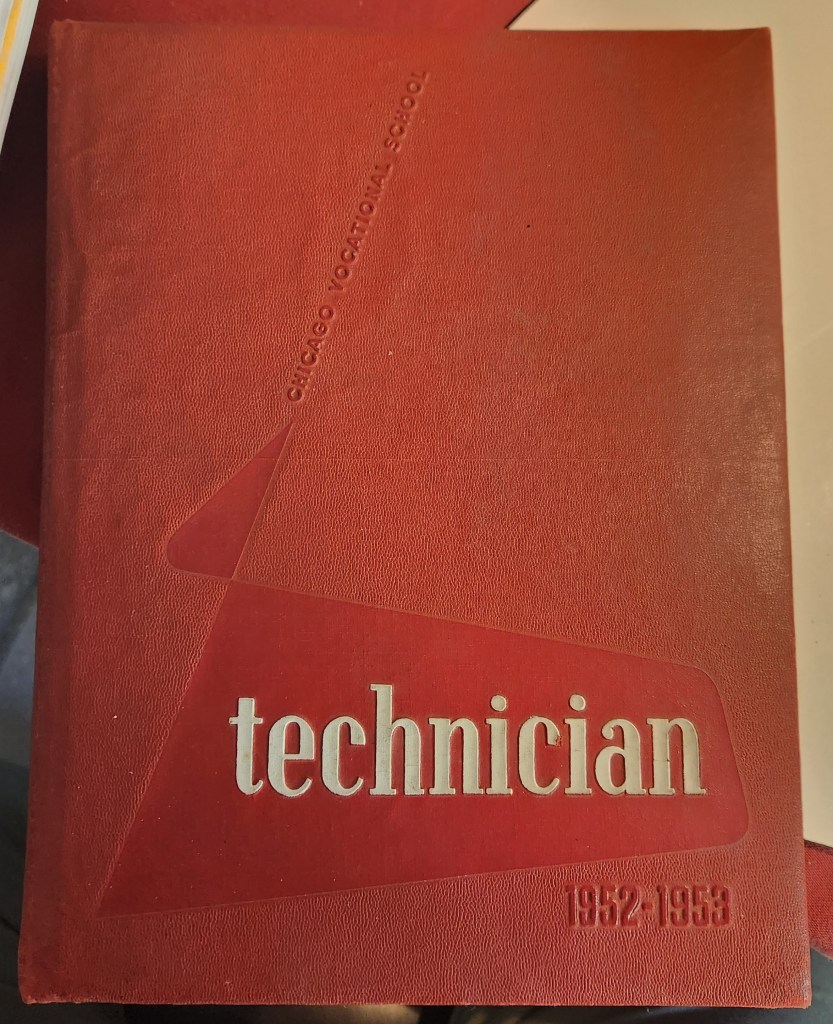 CHICAGO VOCATIONAL SCHOOL
technician
1952-1953